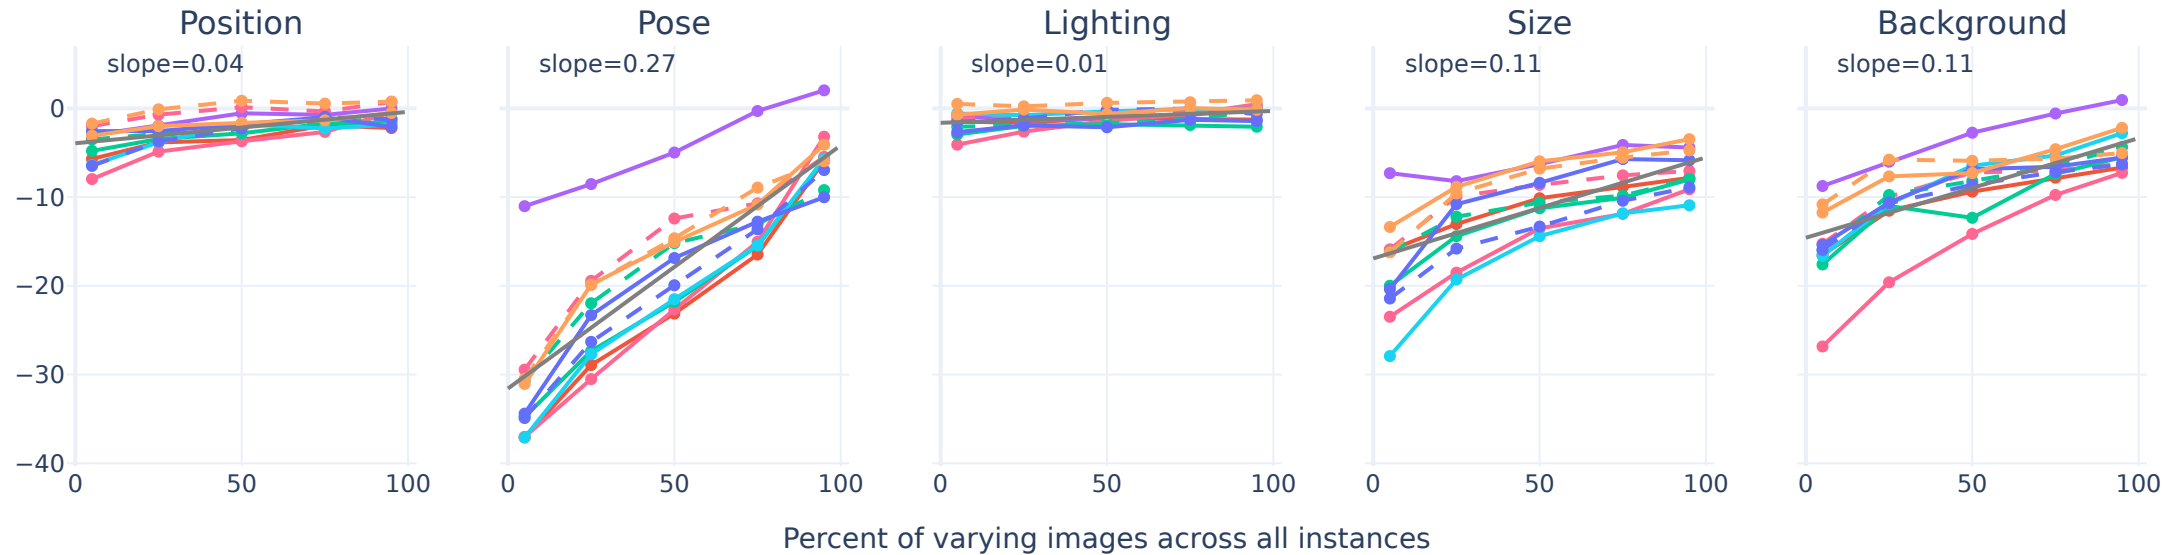 Position Pose Lighting Size Background
slope=0.04 slope=0.27 slope=0.01 slope=0.11 slope=0.11
0
−10
−20
−30
−40
0 50 100 0 50 100 0 50 100 0 50 100 0 50 100
Percent of varying images across all instances